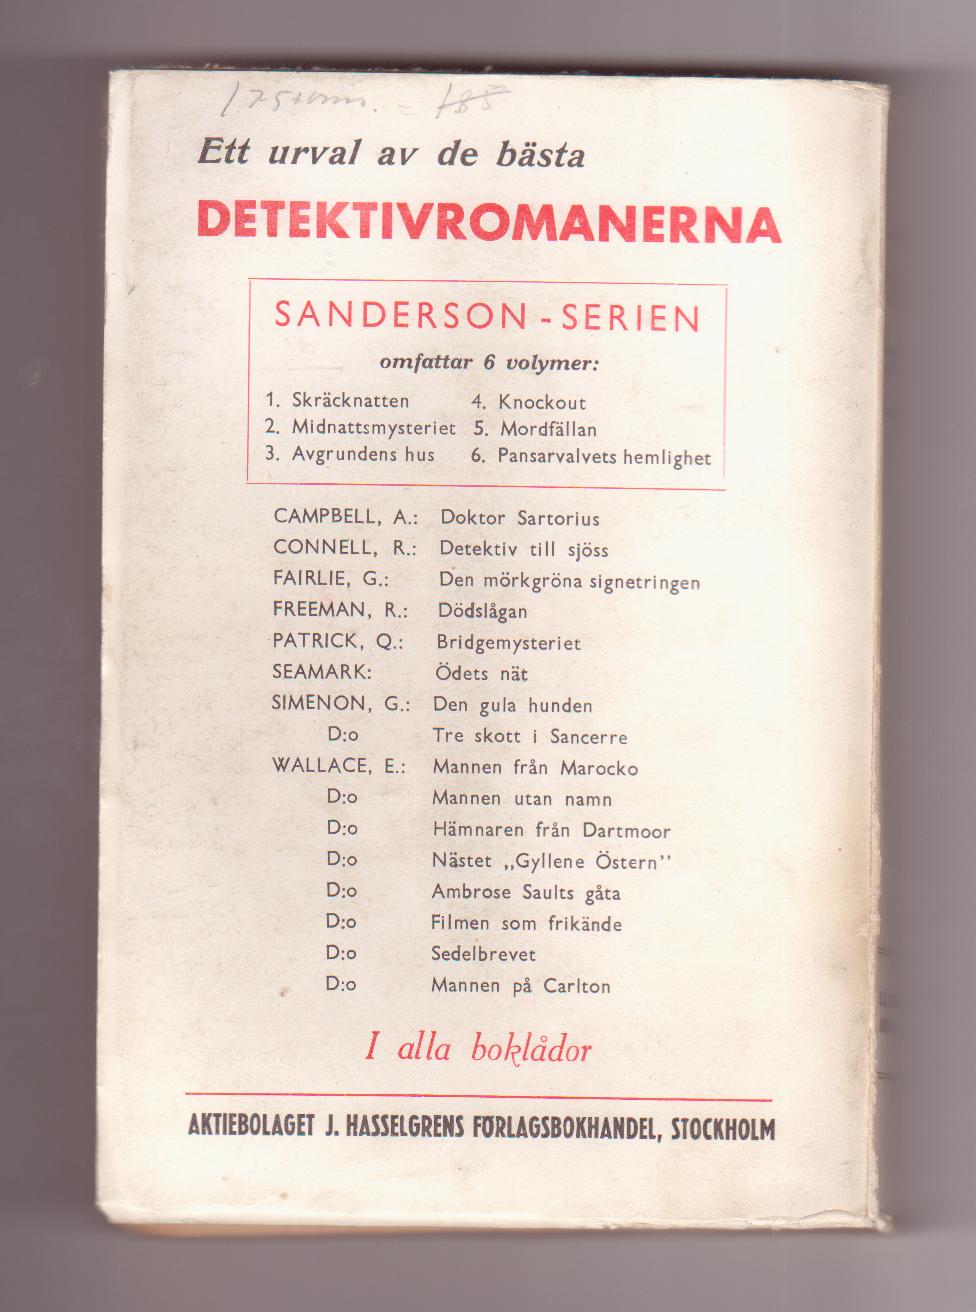 Ett urval av de bästa
DETEKTIVROMANERNA
SANDERSON - SERIEN
omfattar 6 volymer:
1. Skräcknatten
2. Midnattsmysteriet
3. Avgrundens hus
4. Knockout
5. Mordfällan
6. Pansarvalvets hemlighet
CAMPBELL, A.: Doktor Sartorius
CONNELL, R.: Detektiv till sjöss
FAIRLIE, G.: Den mörkgröna signetringen
FREEMAN, R.: Dödslågan
PATRICK, Q.: Bridgemysteriet
SEAMARK: Ödets nät
SIMENON, G.: Den gula hunden
D:o Tre skott i Sancerre
WALLACE, E.: Mannen från Marocko
D:o Mannen utan namn
D:o Hämnaren från Dartmoor
D:o Nästet „Gyllene Östern”
D:o Ambrose Saults gåta
D:o Filmen som frikände
D:o Sedelbrevet
D:o Mannen på Carlton
I alla boklådor
AKTIEBOLAGET J. HASSELGRENS FÖRLAGSBOKHANDEL, STOCKHOLM